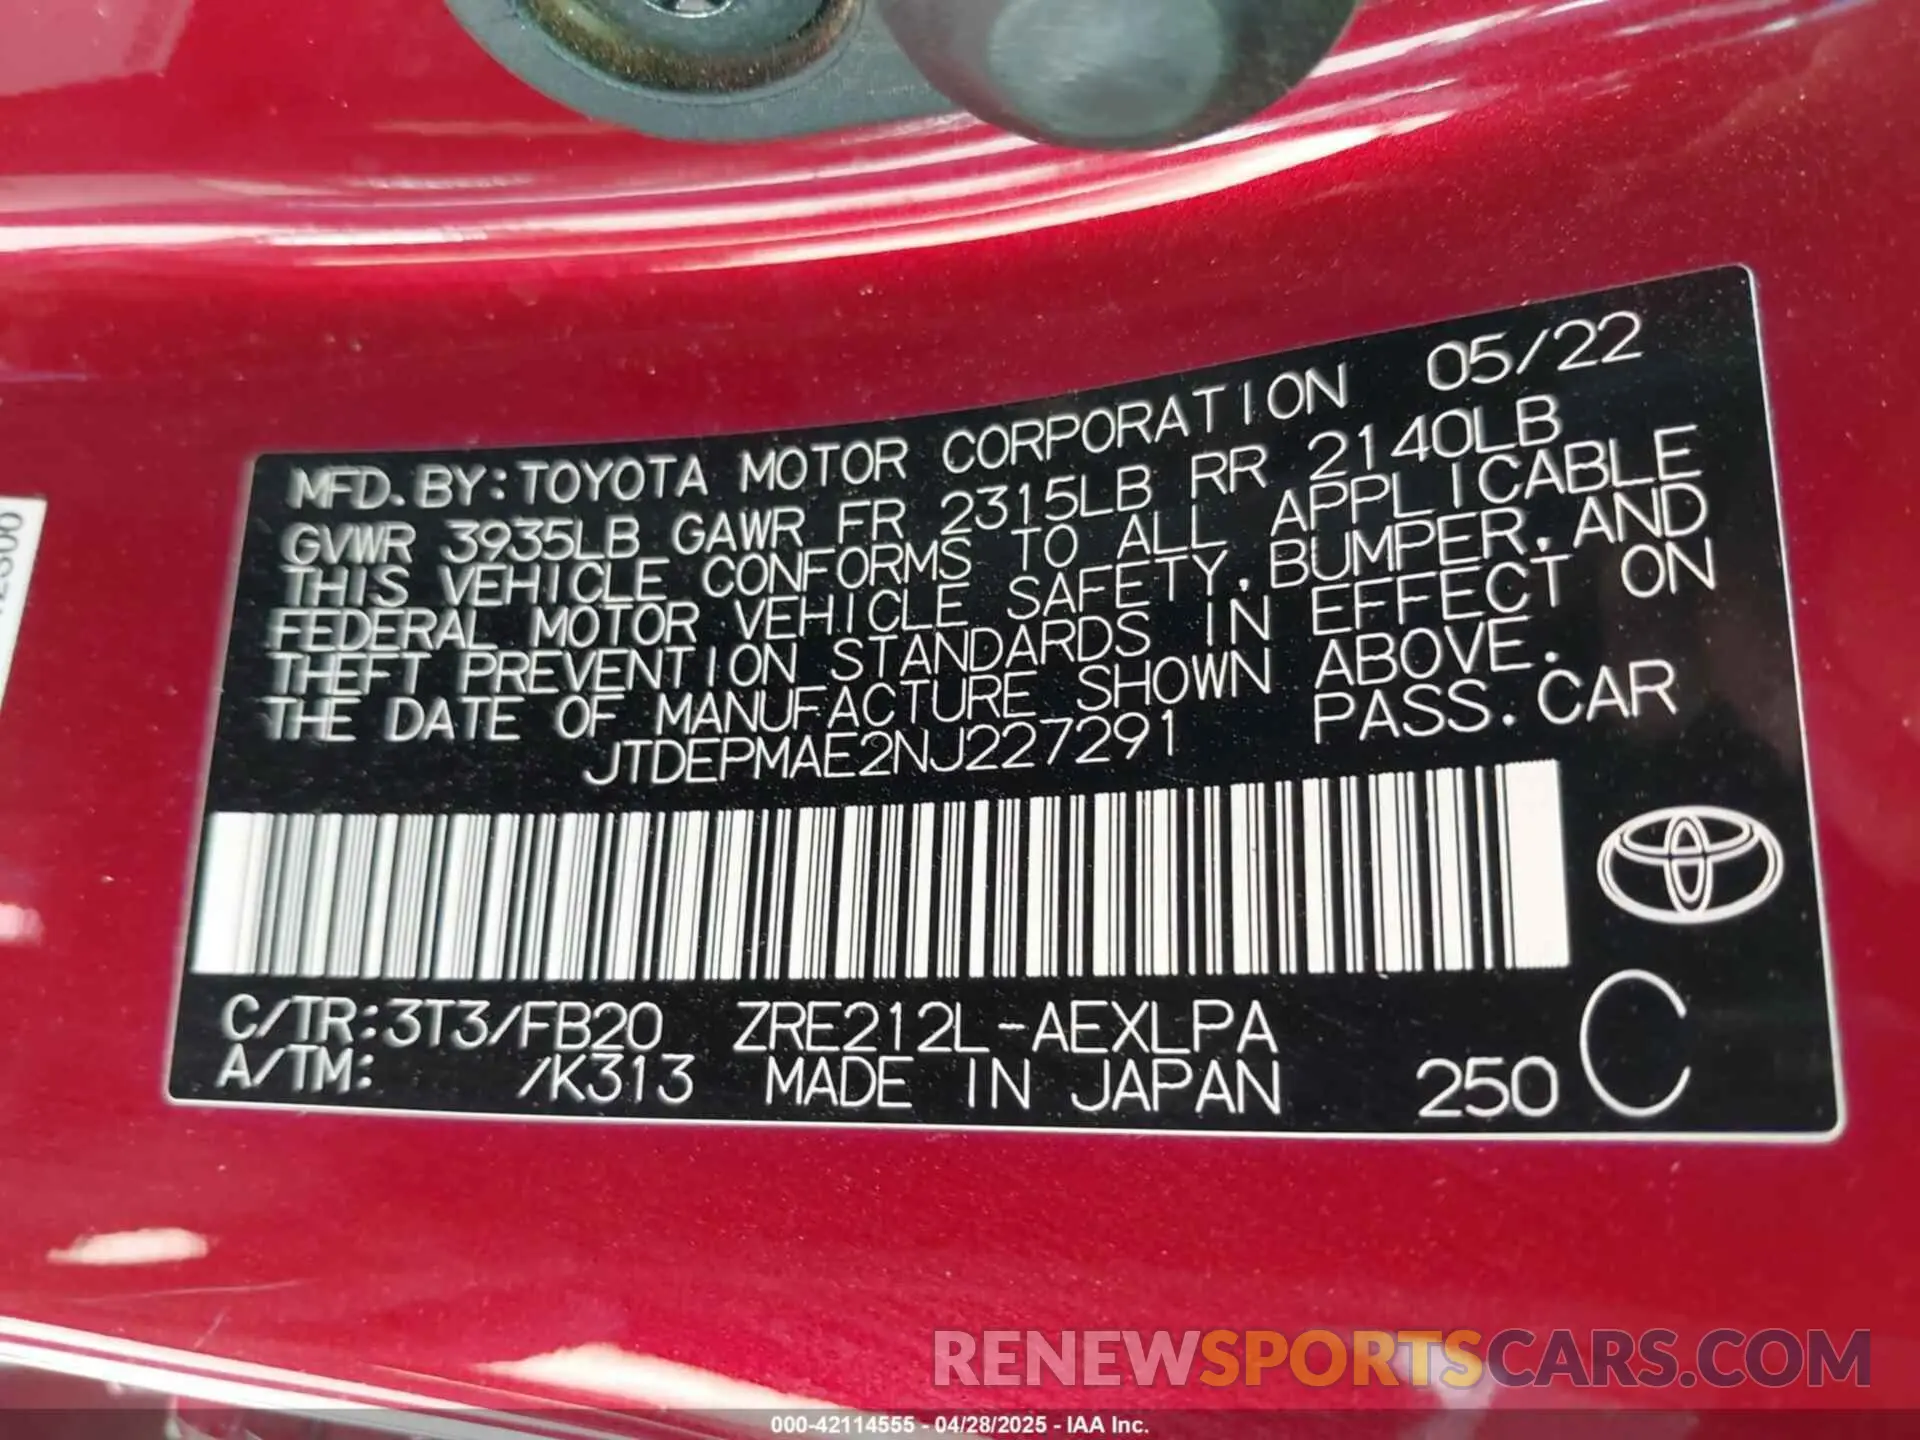 MFD. BY: TOYOTA MOTOR CORPORATION 05/22
GVWR 3935LB GAWR FR 2315LB RR 2140LB
THIS VEHICLE CONFORMS TO ALL APPLICABLE
FEDERAL MOTOR VEHICLE SAFETY, BUMPER, AND
THEFT PREVENTION STANDARDS IN EFFECT ON
THE DATE OF MANUFACTURE SHOWN ABOVE.
JTDEPMAE2NJ227291 PASS. CAR
C/TR: 3T3/FB20 ZRE212L-AEXLPA
A/TM: /K313 MADE IN JAPAN 250 C
RENEWSPORTSCARS.COM
000-42114555 - 04/28/2025 - IAA Inc.